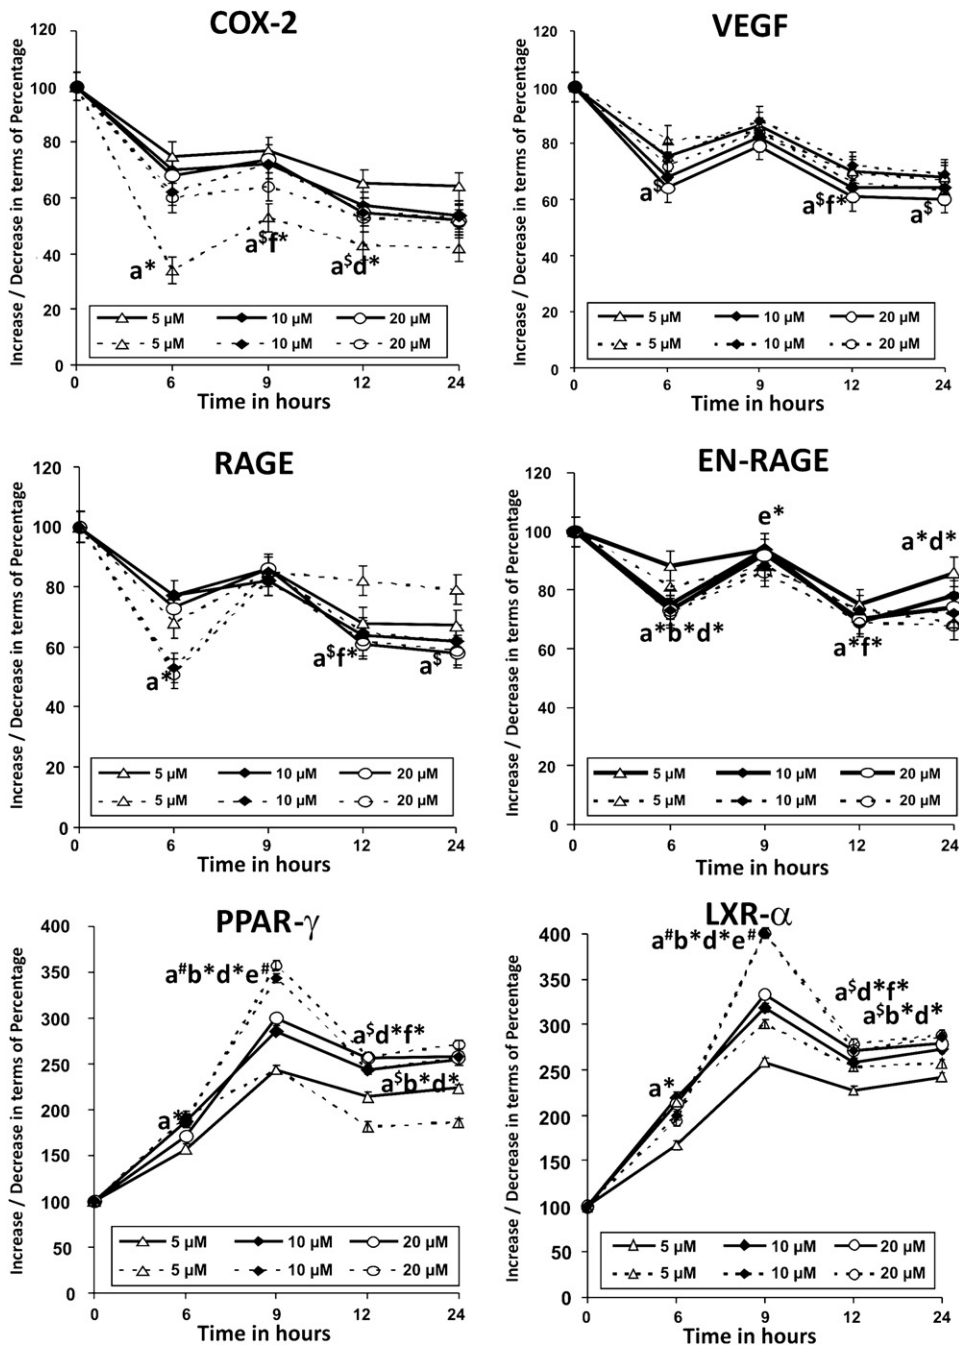 COX-2
Increase / Decrease in terms of Percentage
120
100
80
60
40
20
0
a*
a$f*
a$d*
5 µM 10 µM 20 µM
5 µM 10 µM 20 µM
0 6 9 12 24
Time in hours
VEGF
Increase / Decrease in terms of Percentage
120
100
80
60
40
20
0
a$
a$f*
a$
5 µM 10 µM 20 µM
5 µM 10 µM 20 µM
0 6 9 12 24
Time in hours
RAGE
Increase / Decrease in terms of Percentage
120
100
80
60
40
20
0
a*
a$f*
a$
5 µM 10 µM 20 µM
5 µM 10 µM 20 µM
0 6 9 12 24
Time in hours
EN-RAGE
Increase / Decrease in terms of Percentage
120
100
80
60
40
20
0
e*
a*d*
a*b*d*
a*f*
5 µM 10 µM 20 µM
5 µM 10 µM 20 µM
0 6 9 12 24
Time in hours
PPAR-γ
Increase / Decrease in terms of Percentage
400
350
300
250
200
150
100
50
0
a#b*d*e#
a$d*f*
a$b*d*
a*
5 µM 10 µM 20 µM
5 µM 10 µM 20 µM
0 6 9 12 24
Time in hours
LXR-α
Increase / Decrease in terms of Percentage
400
350
300
250
200
150
100
50
0
a#b*d*e#
a$d*f*
a$b*d*
a*
5 µM 10 µM 20 µM
5 µM 10 µM 20 µM
0 6 9 12 24
Time in hours